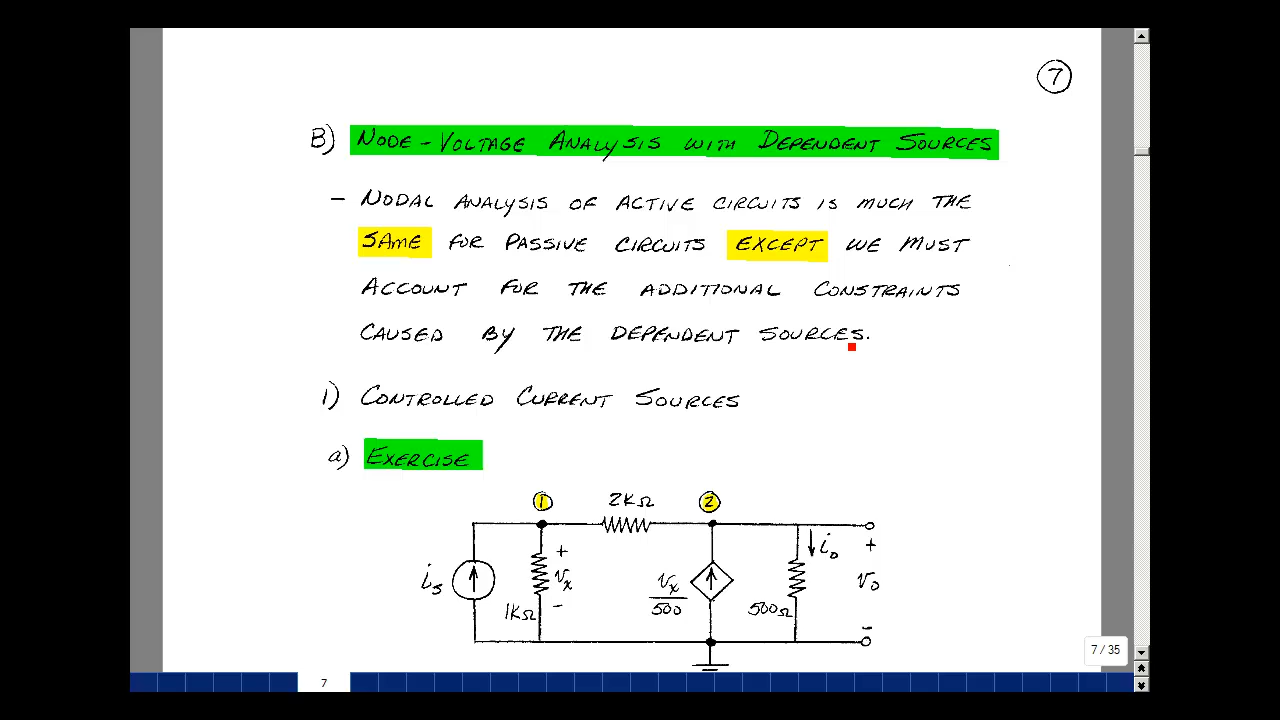 7
B) NODE-VOLTAGE ANALYSIS WITH DEPENDENT SOURCES
- NODAL ANALYSIS OF ACTIVE CIRCUITS IS MUCH THE
SAME FOR PASSIVE CIRCUITS EXCEPT WE MUST
ACCOUNT FOR THE ADDITIONAL CONSTRAINTS
CAUSED BY THE DEPENDENT SOURCES.
1) CONTROLLED CURRENT SOURCES
a) EXERCISE
1 2KΩ 2
+ i₀ +
iₛ vₓ vₓ/500 v₀
1KΩ - 500Ω -
7 / 35
7